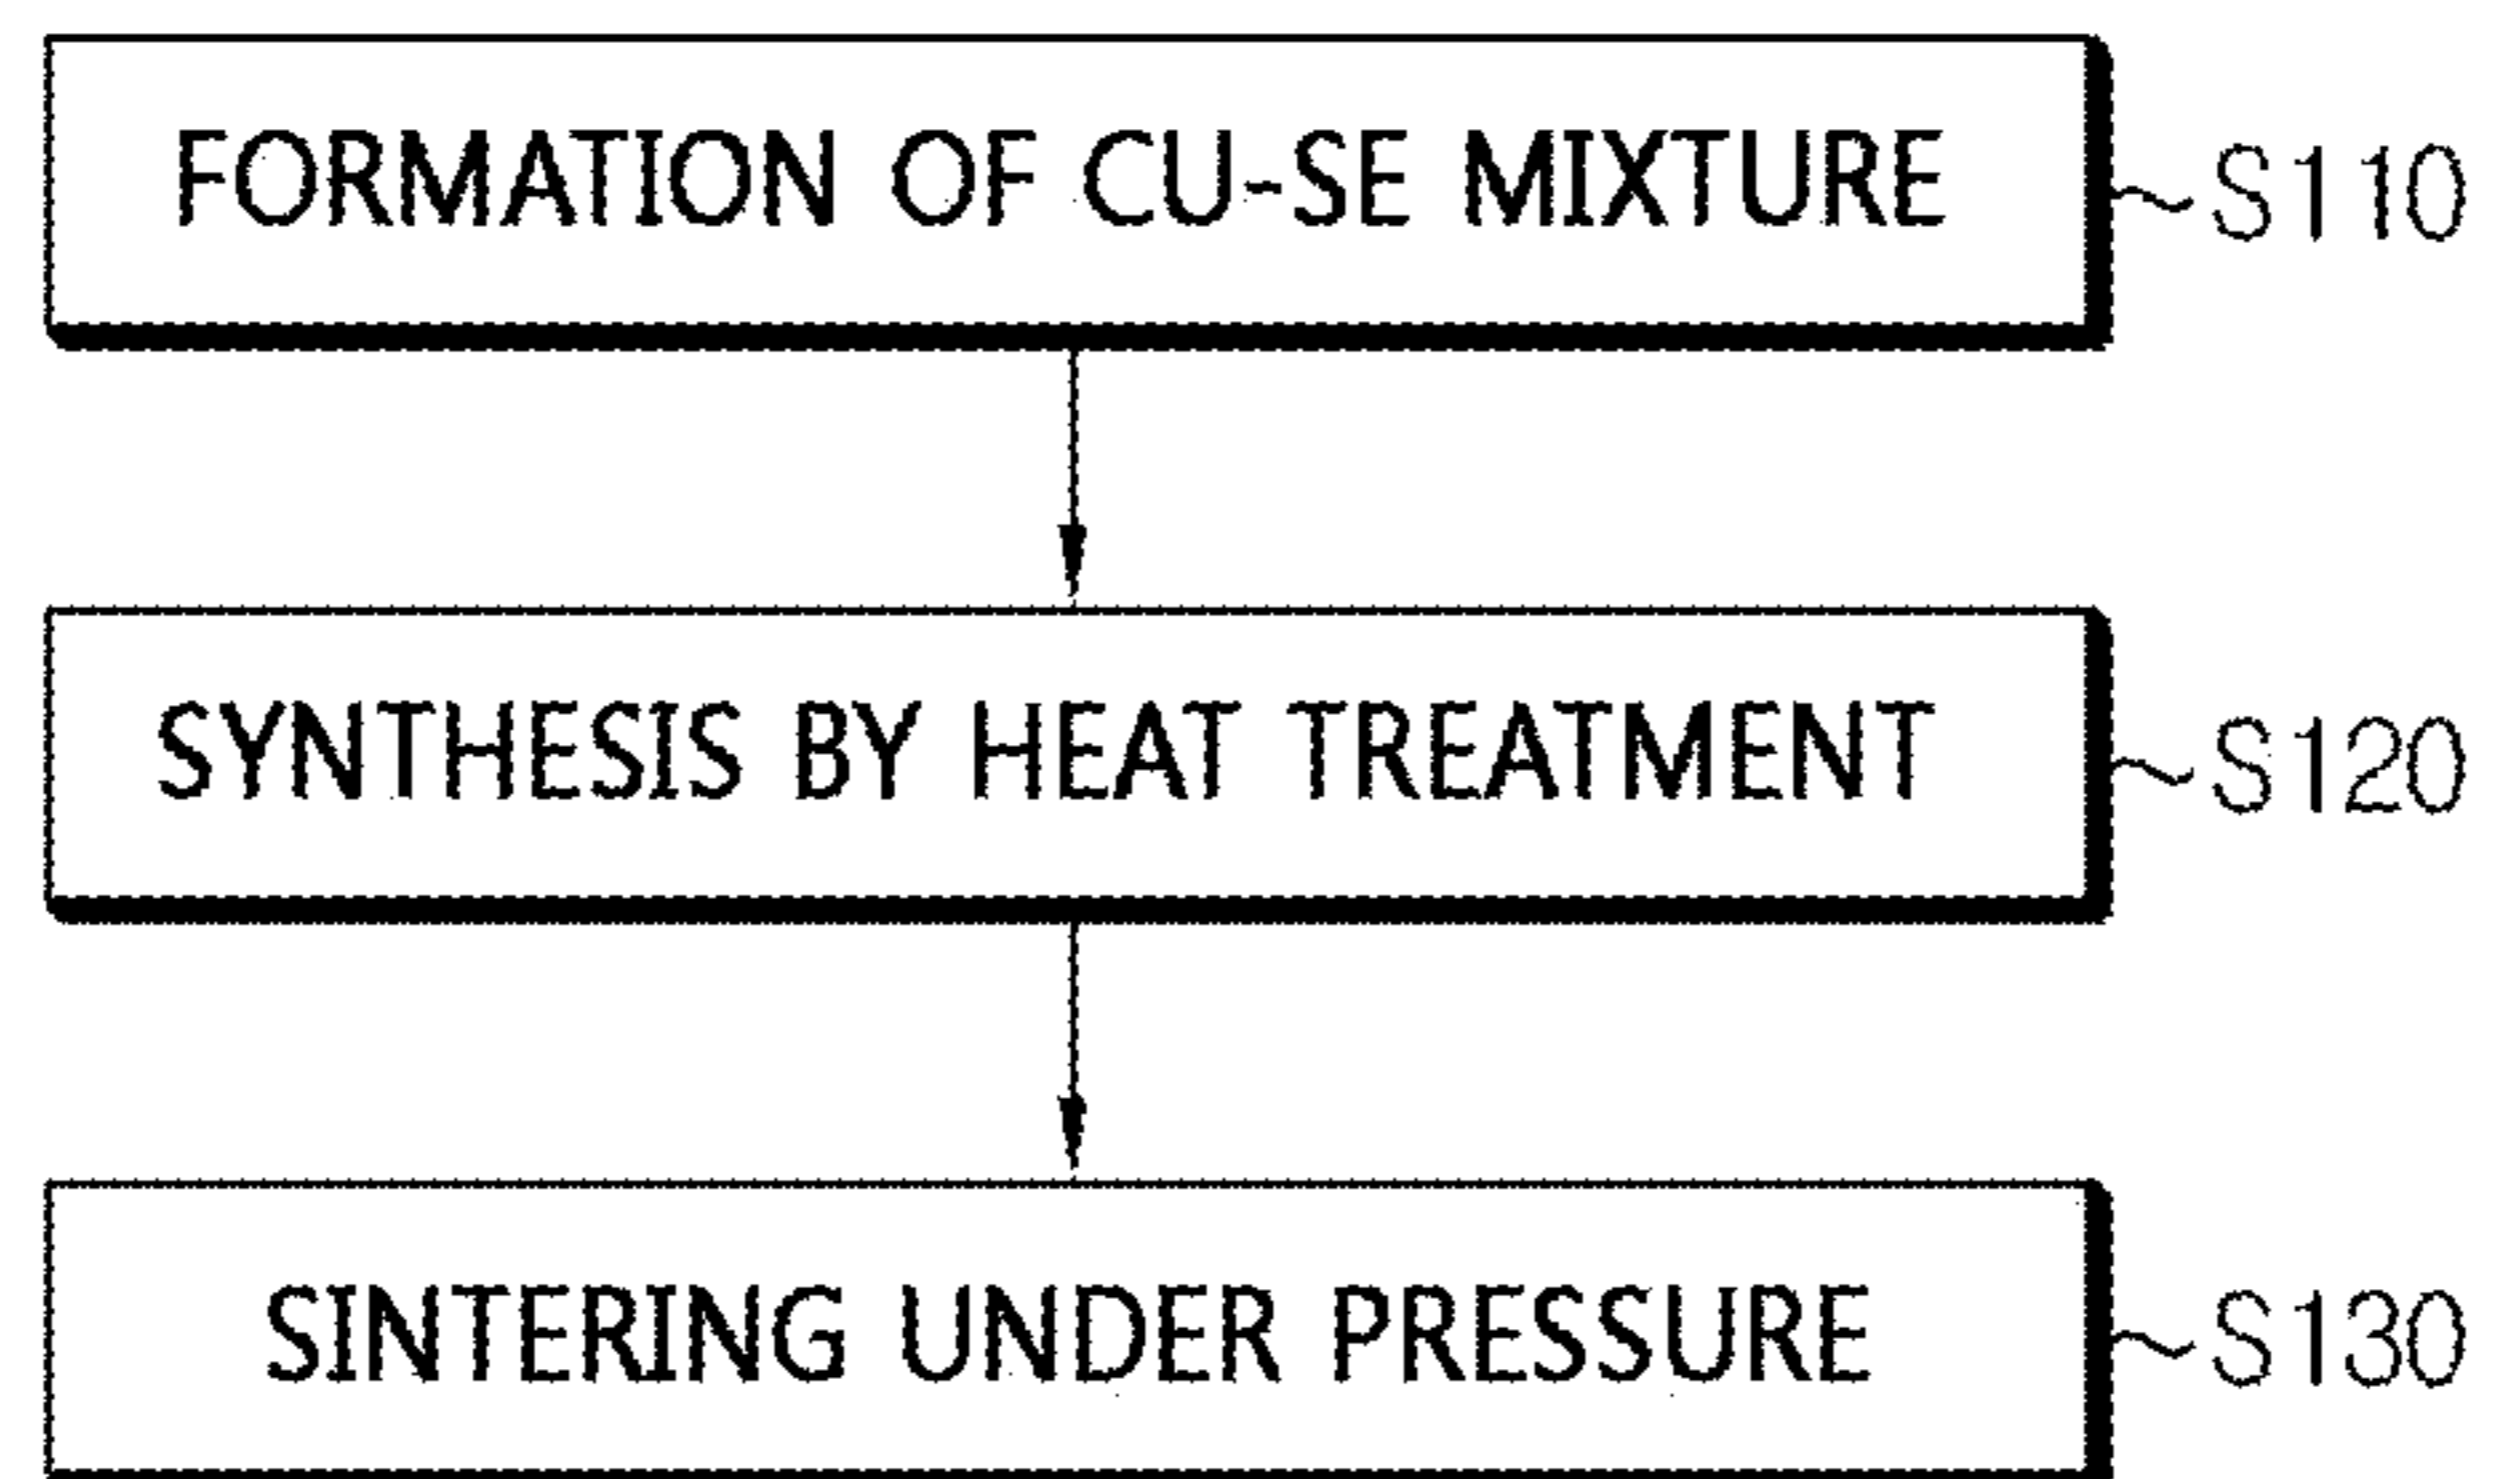 FORMATION OF CU-SE MIXTURE S110
SYNTHESIS BY HEAT TREATMENT S120
SINTERING UNDER PRESSURE S130